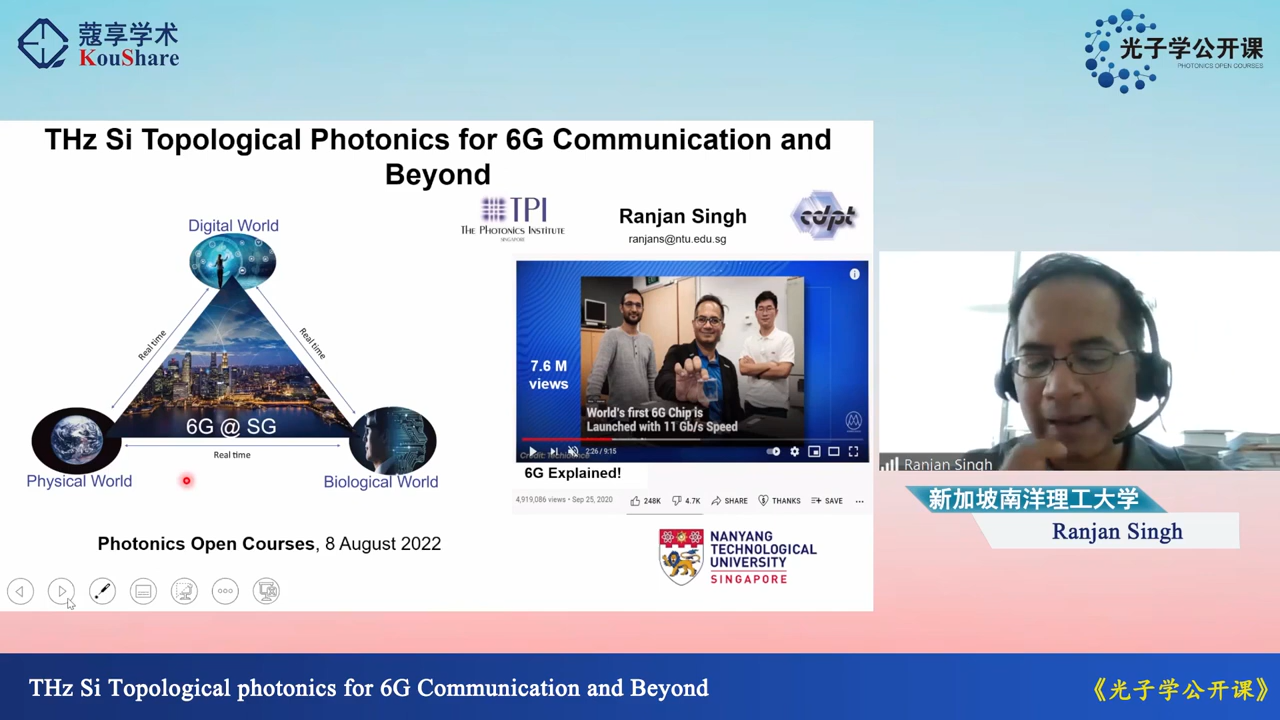 蔻享学术
KouShare
光子学公开课
PHOTONICS OPEN COURSES
THz Si Topological Photonics for 6G Communication and
Beyond
TPI
THE PHOTONICS INSTITUTE
SINGAPORE
Ranjan Singh
ranjans@ntu.edu.sg
cdpt
Digital World
Real time
Real time
6G @ SG
Real time
Physical World
Biological World
7.6 M
views
World's first 6G Chip is
Launched with 11 Gb/s Speed
2:26 / 9:15
6G Explained!
4,919,086 views • Sep 25, 2020
248K
4.7K
SHARE
THANKS
SAVE
Photonics Open Courses, 8 August 2022
NANYANG
TECHNOLOGICAL
UNIVERSITY
SINGAPORE
Ranjan Singh
新加坡南洋理工大学
Ranjan Singh
THz Si Topological photonics for 6G Communication and Beyond
《光子学公开课》